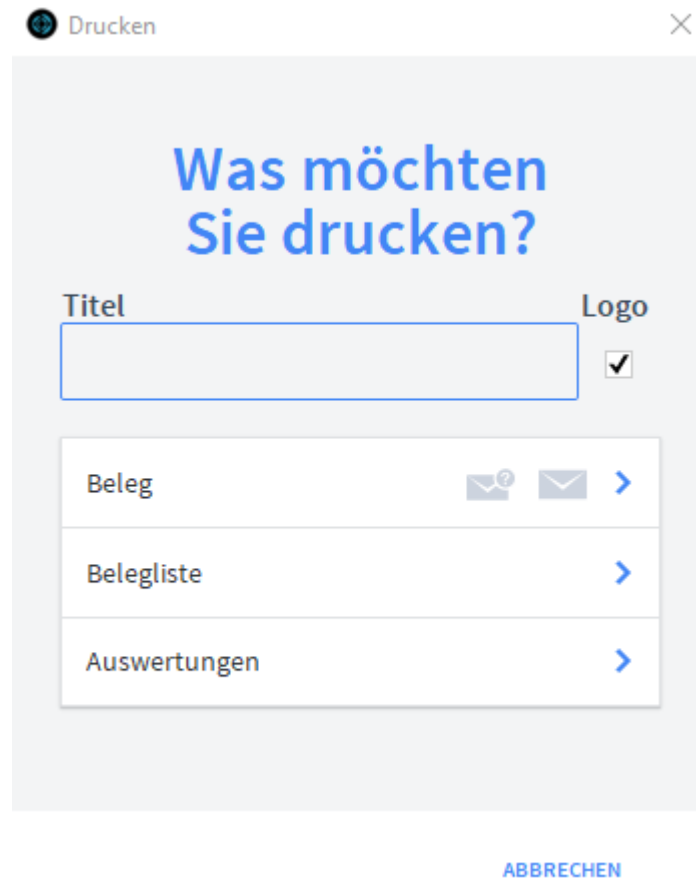 Drucken
Was möchten
Sie drucken?
Titel Logo
Beleg ?
Belegliste
Auswertungen
ABBRECHEN